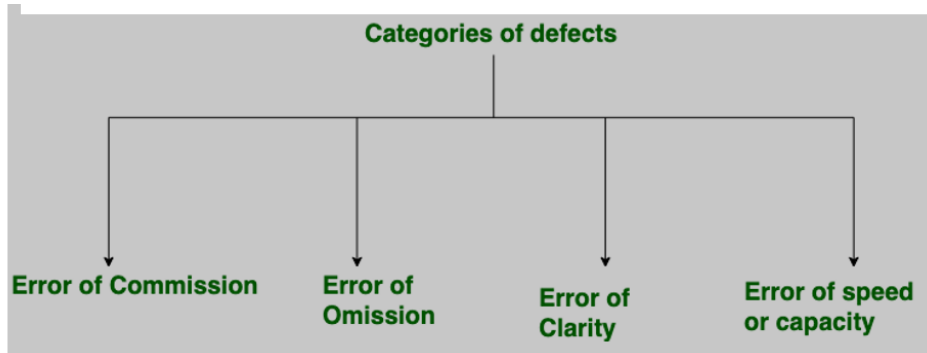 Categories of defects
Error of Commission
Error of
Omission
Error of
Clarity
Error of speed
or capacity